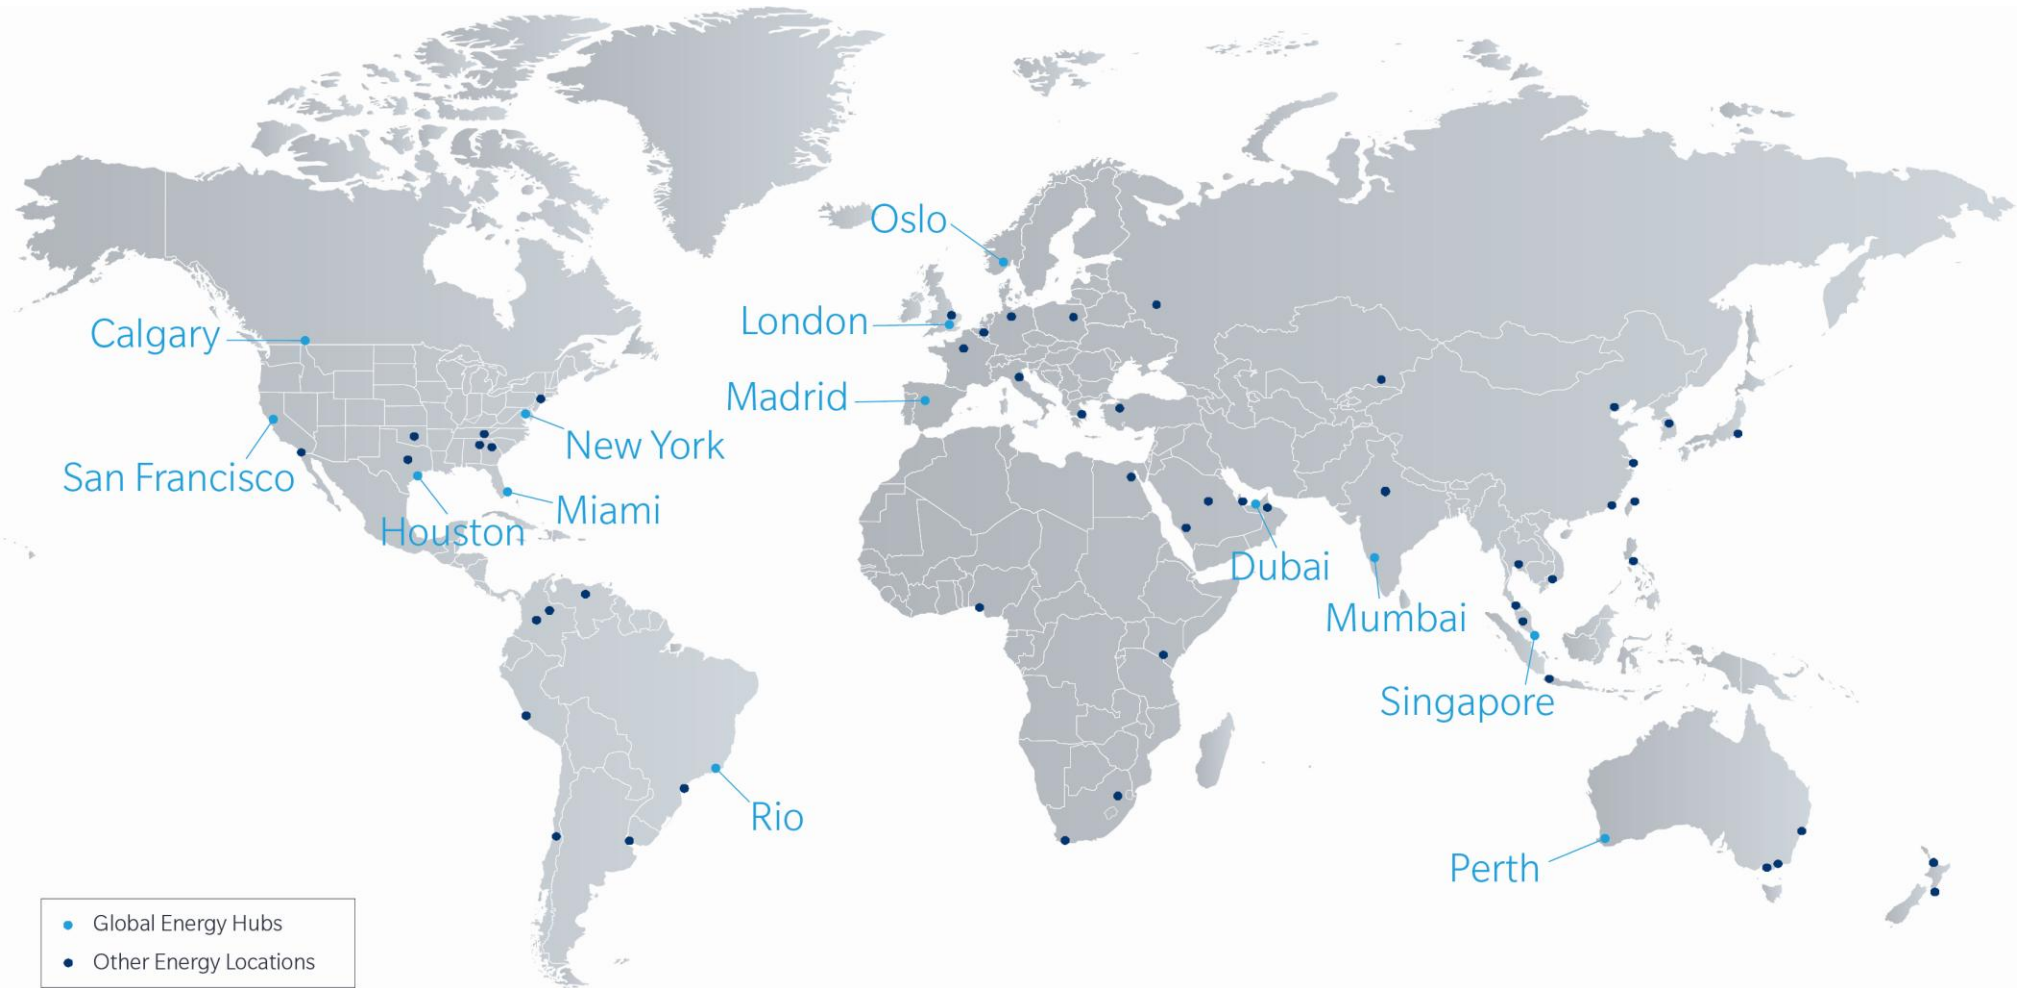 Oslo
London
Calgary
Madrid
New York
San Francisco
Miami
Houston
Dubai
Mumbai
Singapore
Rio
Perth
Global Energy Hubs
Other Energy Locations